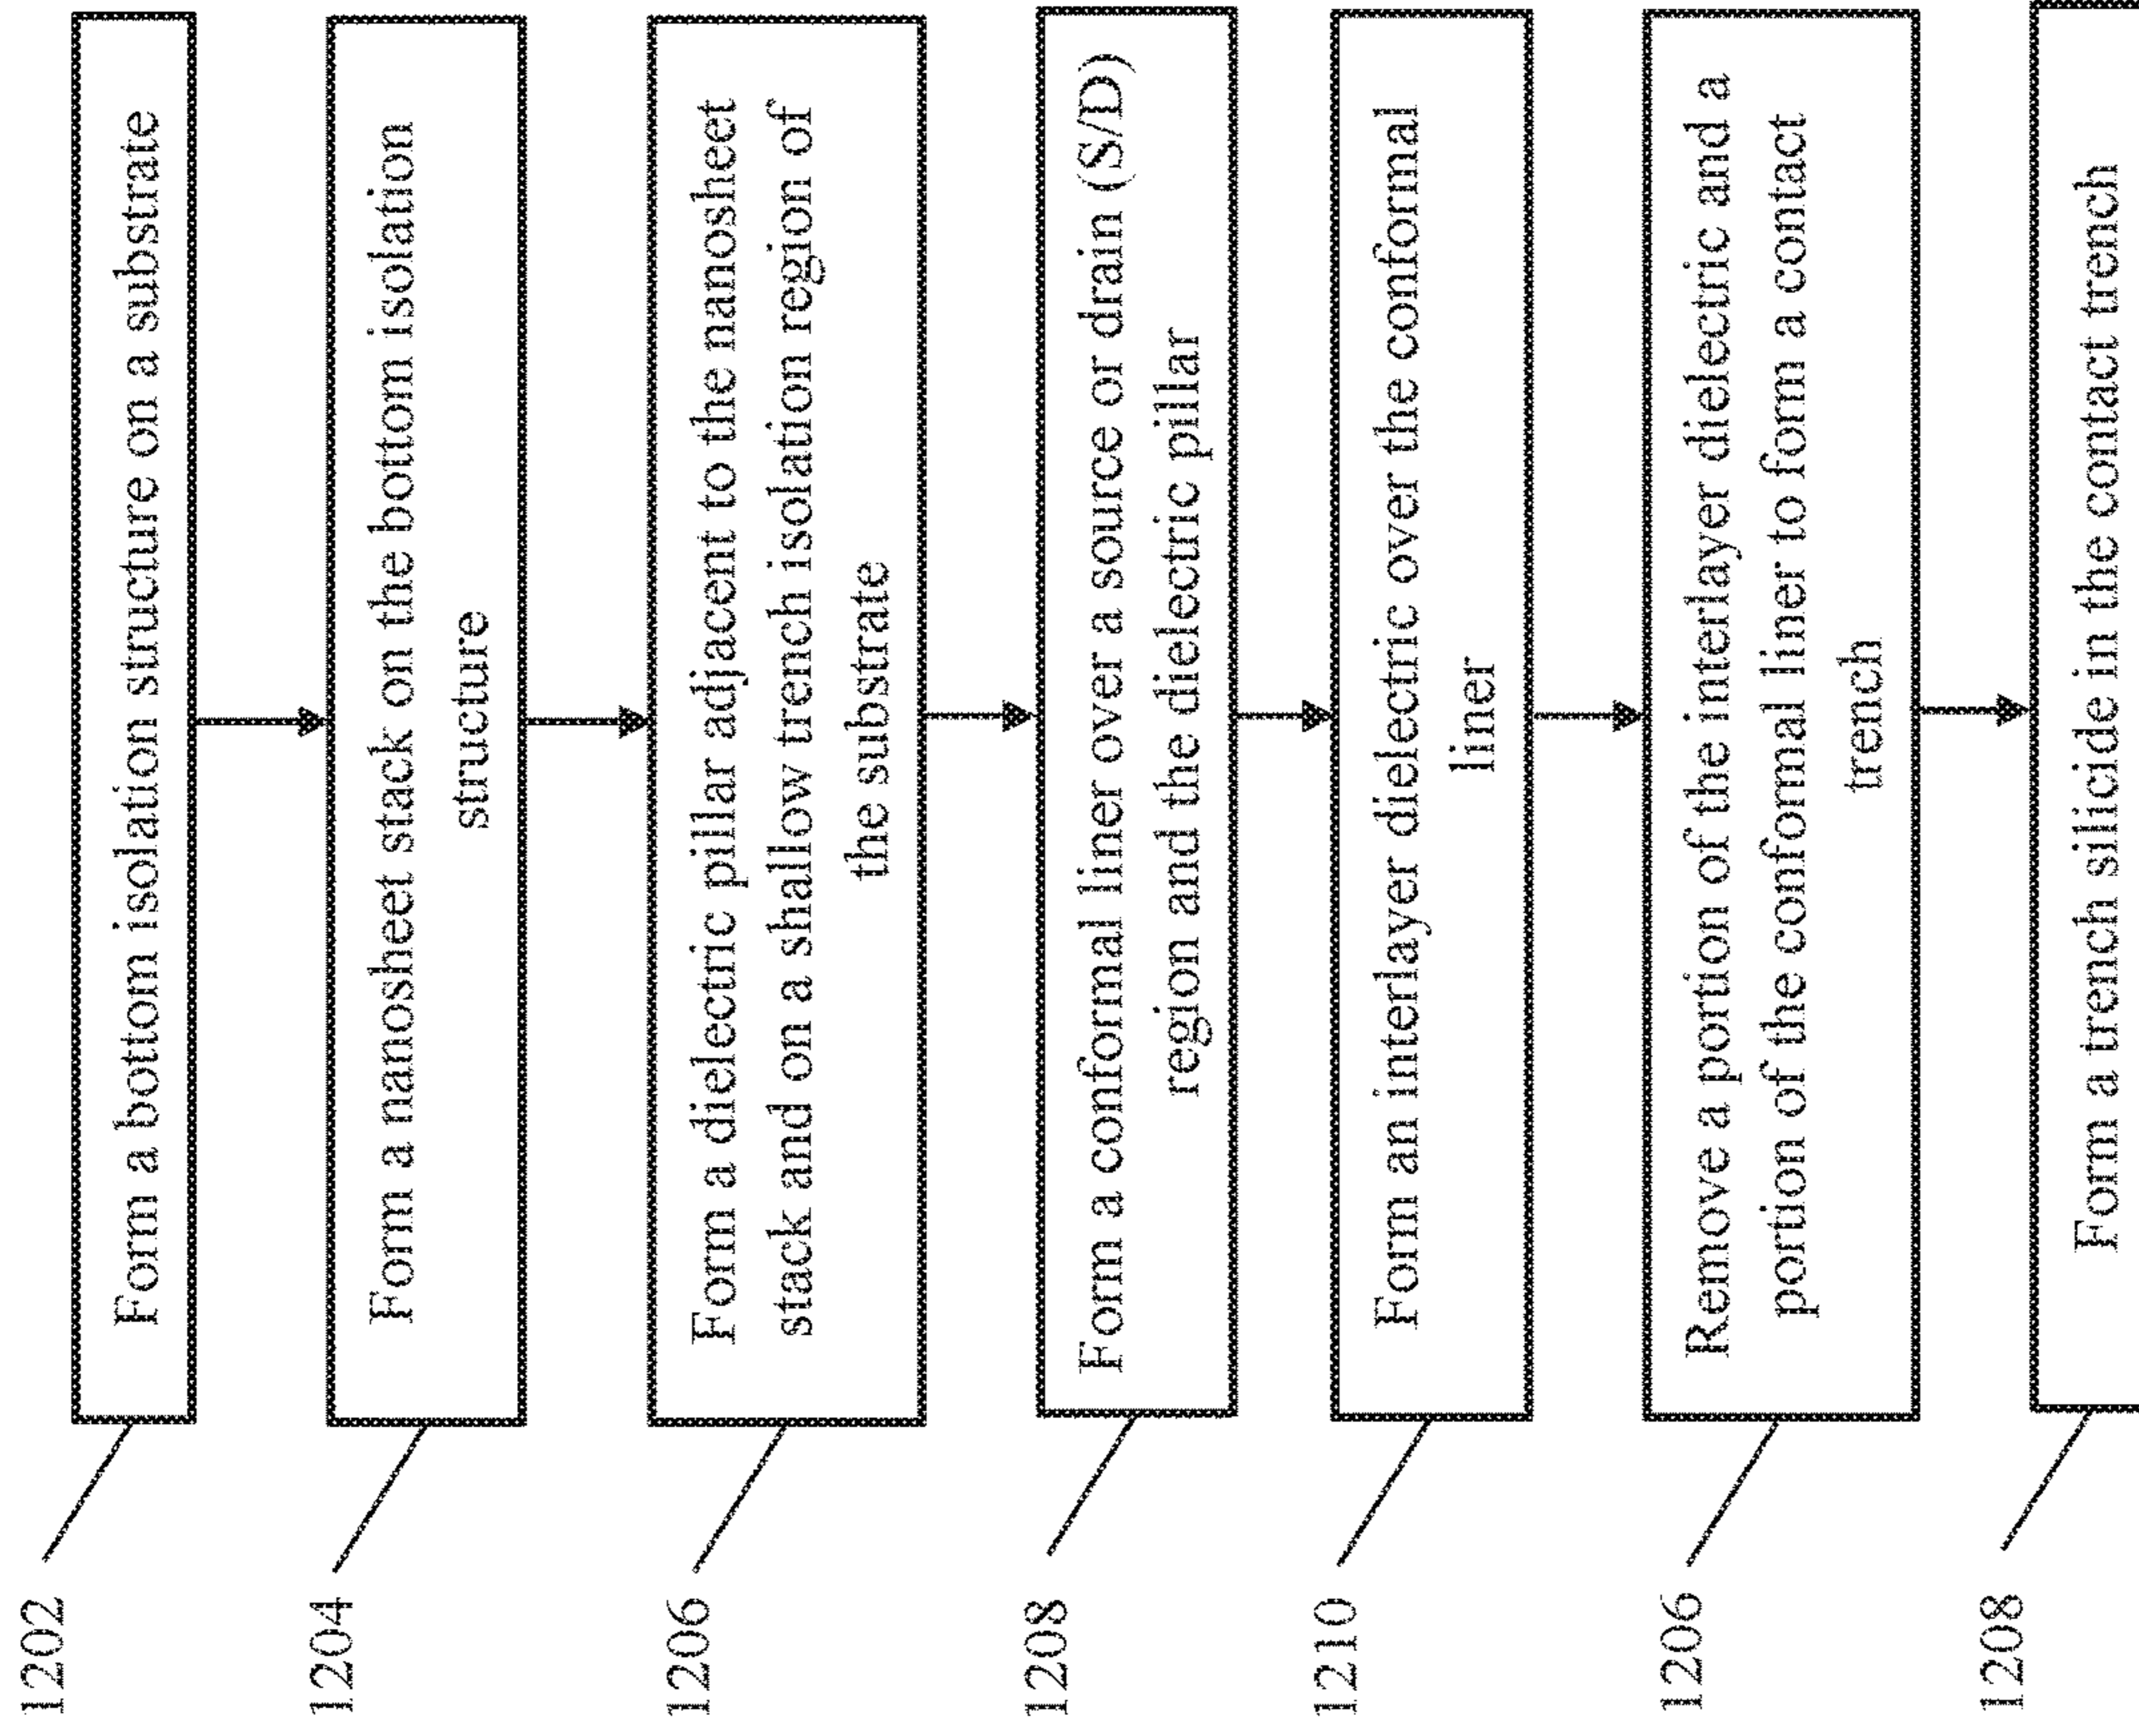 1202
Form a bottom isolation structure on a substrate
1204
Form a nanosheet stack on the bottom isolation
structure
1206
Form a dielectric pillar adjacent to the nanosheet
stack and on a shallow trench isolation region of
the substrate
1208
Form a conformal liner over a source or drain (S/D)
region and the dielectric pillar
1210
Form an interlayer dielectric over the conformal
liner
1206
Remove a portion of the interlayer dielectric and a
portion of the conformal liner to form a contact
trench
1208
Form a trench silicide in the contact trench